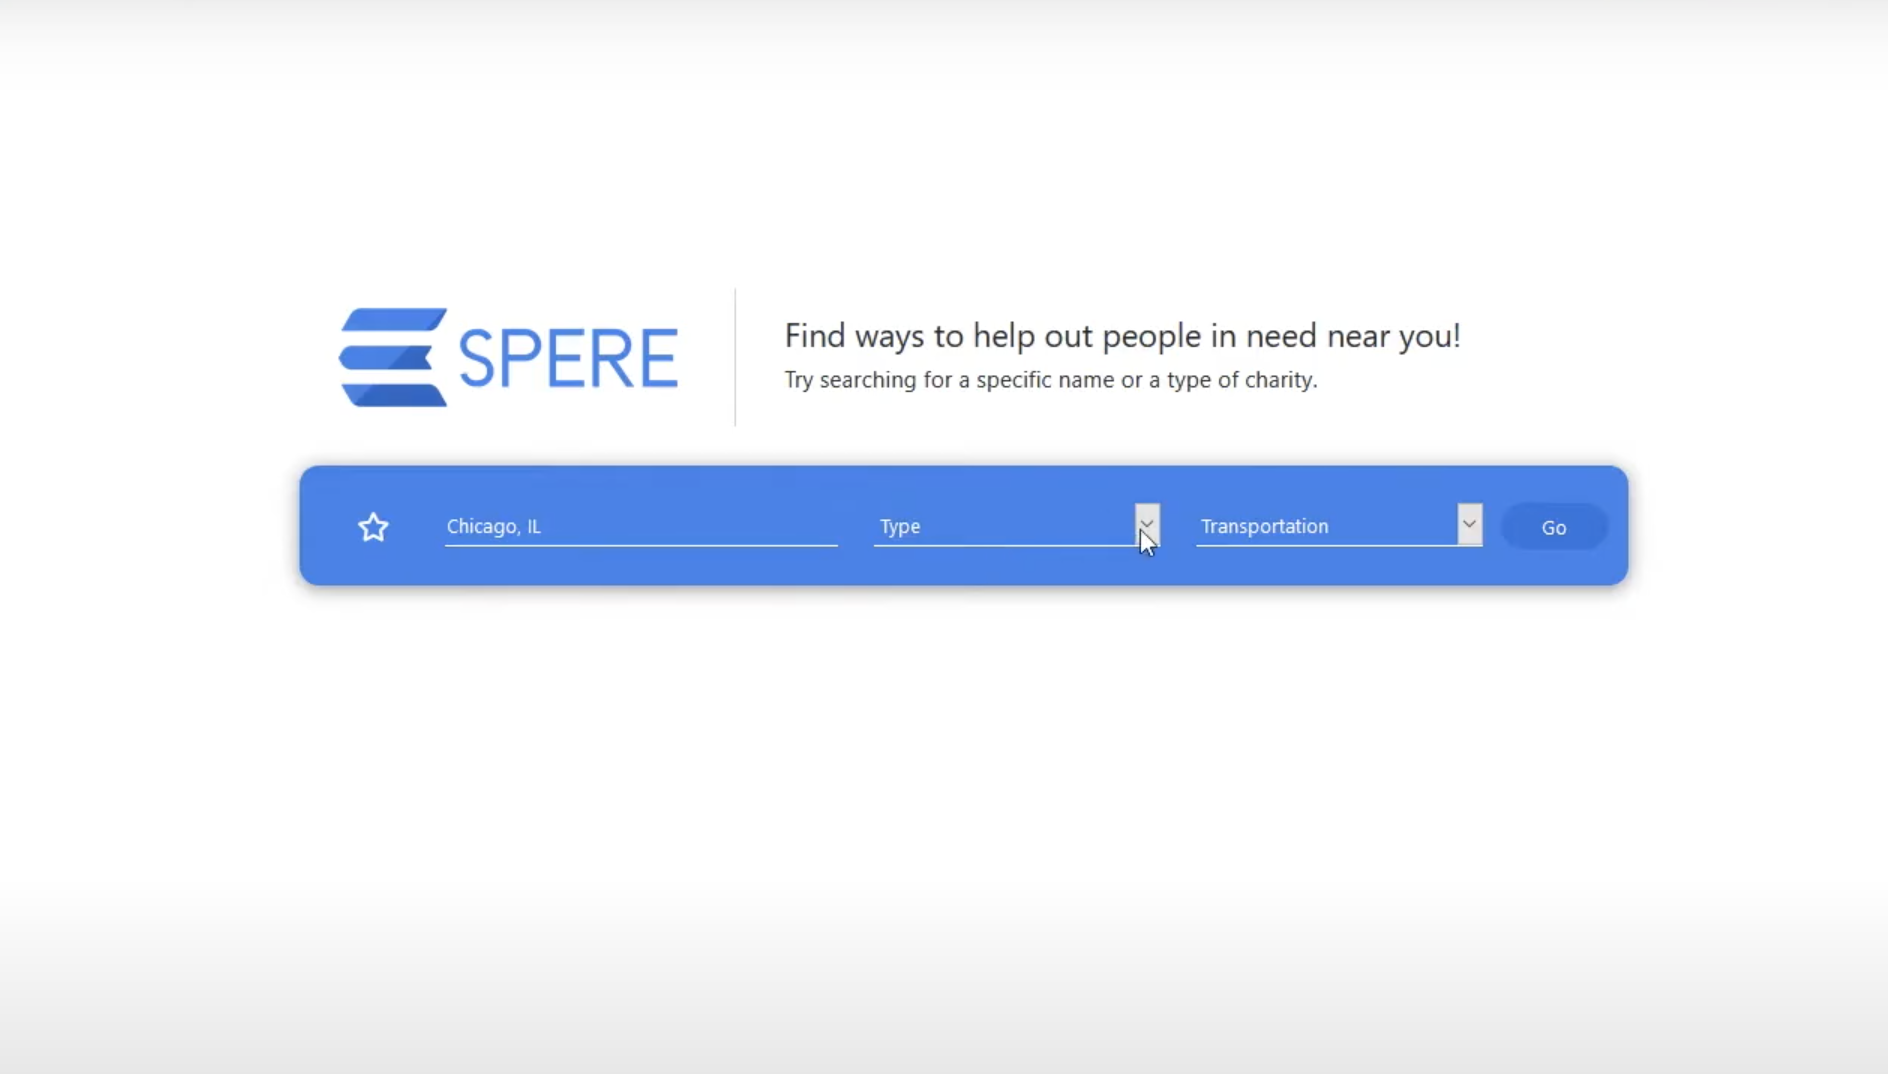 SPERE
Find ways to help out people in need near you!
Try searching for a specific name or a type of charity.
Chicago, IL
Type
Transportation
Go